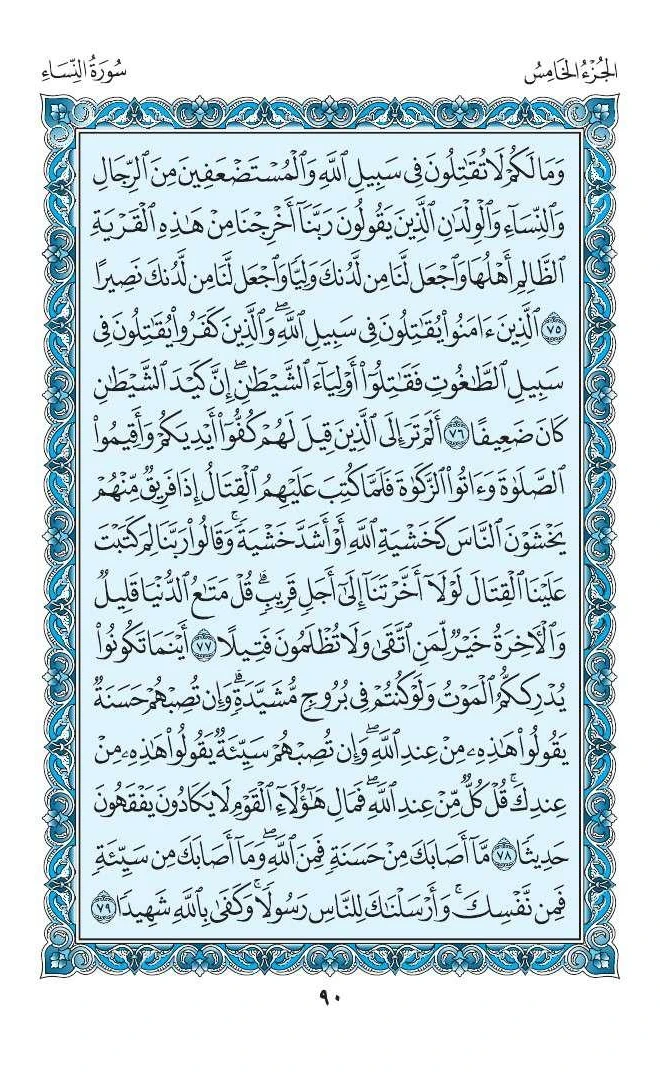 الجُزْءُ الخَامِسُ
سُورَةُ النِّسَاءِ
وَمَا لَكُمۡ لَا تُقَٰتِلُونَ فِي سَبِيلِ ٱللَّهِ وَٱلۡمُسۡتَضۡعَفِينَ مِنَ ٱلرِّجَالِ
وَٱلنِّسَآءِ وَٱلۡوِلۡدَٰنِ ٱلَّذِينَ يَقُولُونَ رَبَّنَآ أَخۡرِجۡنَا مِنۡ هَٰذِهِ ٱلۡقَرۡيَةِ
ٱلظَّالِمِ أَهۡلُهَا وَٱجۡعَل لَّنَا مِن لَّدُنكَ وَلِيّٗا وَٱجۡعَل لَّنَا مِن لَّدُنكَ نَصِيرًا
٧٥ ٱلَّذِينَ ءَامَنُواْ يُقَٰتِلُونَ فِي سَبِيلِ ٱللَّهِۖ وَٱلَّذِينَ كَفَرُواْ يُقَٰتِلُونَ فِي
سَبِيلِ ٱلطَّٰغُوتِ فَقَٰتِلُوٓاْ أَوۡلِيَآءَ ٱلشَّيۡطَٰنِۖ إِنَّ كَيۡدَ ٱلشَّيۡطَٰنِ
كَانَ ضَعِيفًا ٧٦ أَلَمۡ تَرَ إِلَى ٱلَّذِينَ قِيلَ لَهُمۡ كُفُّوٓاْ أَيۡدِيَكُمۡ وَأَقِيمُواْ
ٱلصَّلَوٰةَ وَءَاتُواْ ٱلزَّكَوٰةَ فَلَمَّا كُتِبَ عَلَيۡهِمُ ٱلۡقِتَالُ إِذَا فَرِيقٞ مِّنۡهُمۡ
يَخۡشَوۡنَ ٱلنَّاسَ كَخَشۡيَةِ ٱللَّهِ أَوۡ أَشَدَّ خَشۡيَةٗۚ وَقَالُواْ رَبَّنَا لِمَ كَتَبۡتَ
عَلَيۡنَا ٱلۡقِتَالَ لَوۡلَآ أَخَّرۡتَنَآ إِلَىٰٓ أَجَلٖ قَرِيبٖۗ قُلۡ مَتَٰعُ ٱلدُّنۡيَا قَلِيلٞ
وَٱلۡأٓخِرَةُ خَيۡرٞ لِّمَنِ ٱتَّقَىٰ وَلَا تُظۡلَمُونَ فَتِيلًا ٧٧ أَيۡنَمَا تَكُونُواْ
يُدۡرِككُّمُ ٱلۡمَوۡتُ وَلَوۡ كُنتُمۡ فِي بُرُوجٖ مُّشَيَّدَةٖۗ وَإِن تُصِبۡهُمۡ حَسَنَةٞ
يَقُولُواْ هَٰذِهِۦ مِنۡ عِندِ ٱللَّهِۖ وَإِن تُصِبۡهُمۡ سَيِّئَةٞ يَقُولُواْ هَٰذِهِۦ مِنۡ
عِندِكَۚ قُلۡ كُلّٞ مِّنۡ عِندِ ٱللَّهِۖ فَمَالِ هَٰٓؤُلَآءِ ٱلۡقَوۡمِ لَا يَكَادُونَ يَفۡقَهُونَ
حَدِيثٗا ٧٨ مَّآ أَصَابَكَ مِنۡ حَسَنَةٖ فَمِنَ ٱللَّهِۖ وَمَآ أَصَابَكَ مِن سَيِّئَةٖ
فَمِن نَّفۡسِكَۚ وَأَرۡسَلۡنَٰكَ لِلنَّاسِ رَسُولٗاۚ وَكَفَىٰ بِٱللَّهِ شَهِيدٗا ٧٩
٩٠